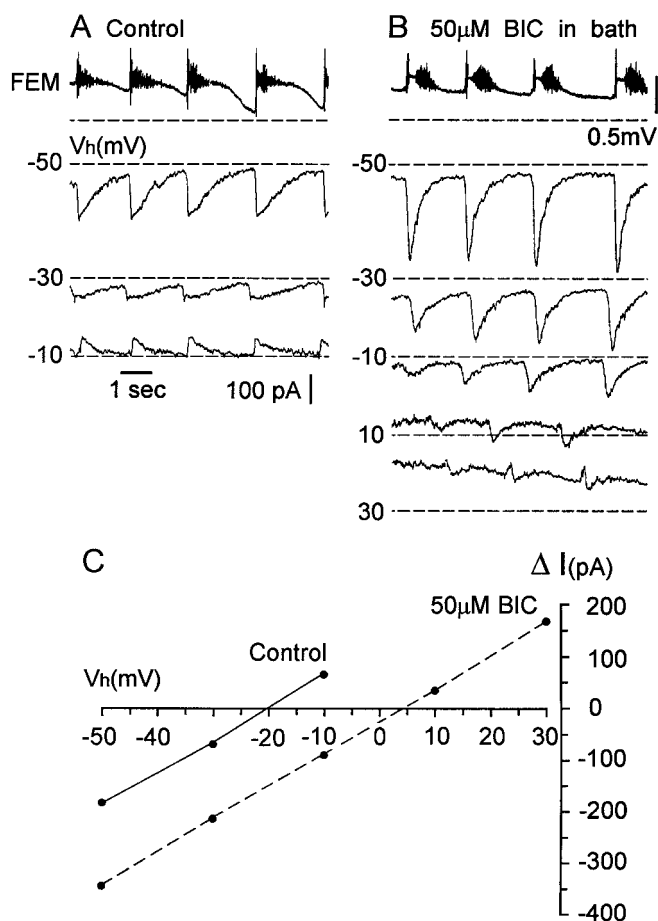 A Control
B 50μM BIC in bath
FEM
0.5mV
Vh(mV)
-50
-30
-10
1 sec
100 pA
-50
-30
-10
10
30
C
Δ I(pA)
50μM BIC
Control
Vh(mV)
200
100
0
-100
-200
-300
-400
-50 -40 -30 -20 -10 0 10 20 30